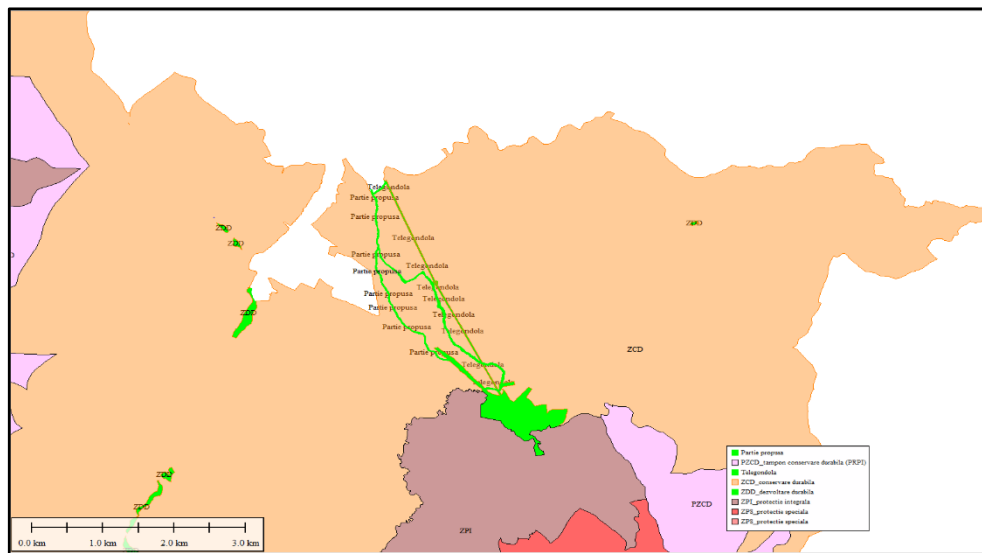 Telegondola
Partie propusa
Partie propusa
ZDD
ZDD
ZDD
Telegondola
Partie propusa
Telegondola
Partie propusa
Telegondola
Partie propusa
Telegondola
Partie propusa
ZDD
Telegondola
Partie propusa
Telegondola
Partie propusa
ZCD
Telegondola
Telegondola
Partie propusa
PZCD_tampon conservare durabila (PRPI)
Telegondola
ZCD_conservare durabila
ZDD_dezvoltare durabila
ZPI_protectie integrala
ZPS_protectie speciala
ZPS_protectie speciala
ZDD
ZDD
PZCD
ZPI
0.0 km
1.0 km
2.0 km
3.0 km